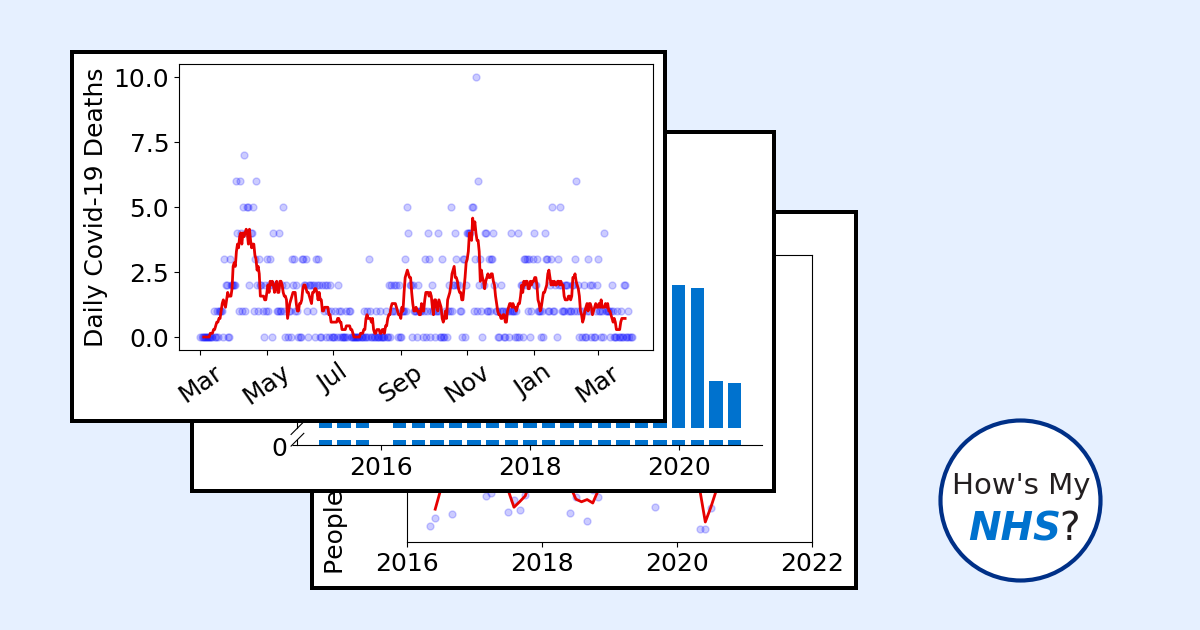 Daily Covid-19 Deaths
10.0
7.5
5.0
2.5
0.0
Mar May Jul Sep Nov Jan Mar
0
2016 2018 2020
People
2016 2018 2020 2022
How's My
NHS?